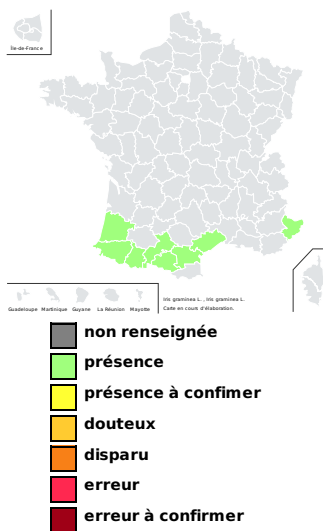 Île-de-France
Iris graminea L. , Iris graminea L.
Carte en cours d'élaboration.
Guadeloupe Martinique Guyane La Réunion Mayotte
non renseignée
présence
présence à confimer
douteux
disparu
erreur
erreur à confirmer